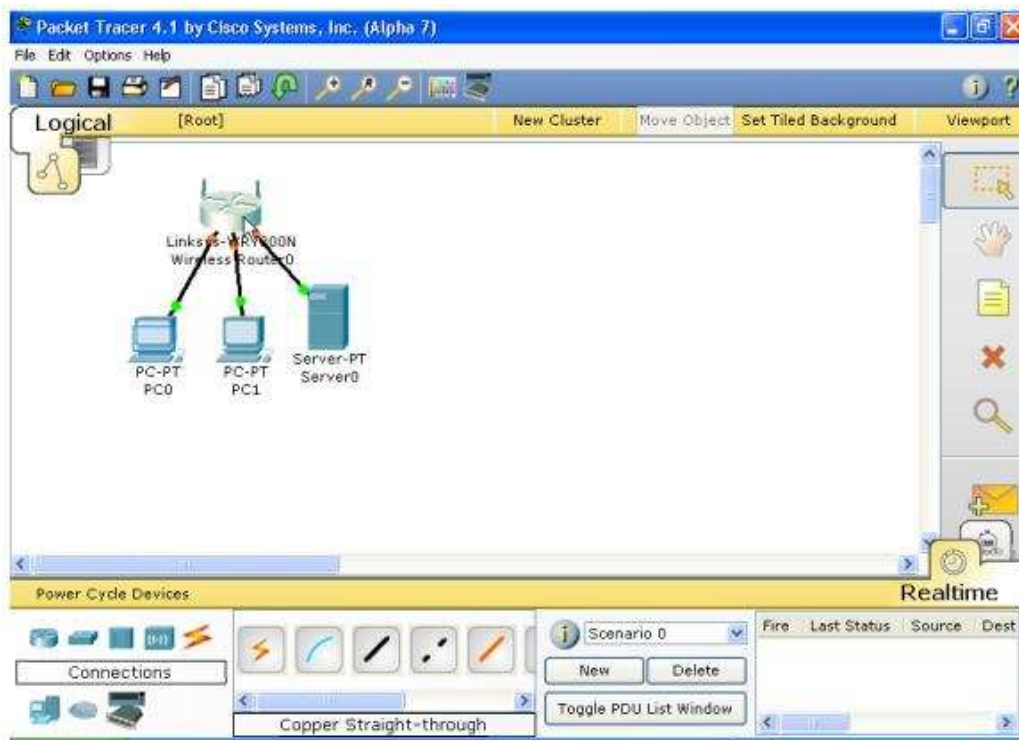 Packet Tracer 4.1 by Cisco Systems, Inc. (Alpha 7)
File Edit Options Help
Logical [Root] New Cluster Move Object Set Tiled Background Viewport
Wireless Router0
PC-PT
PC0
PC-PT
PC1
Server-PT
Server0
Power Cycle Devices
Realtime
Connections
Copper Straight-through
Scenario 0
New Delete
Toggle PDU List Window
Fire Last Status Source Dest